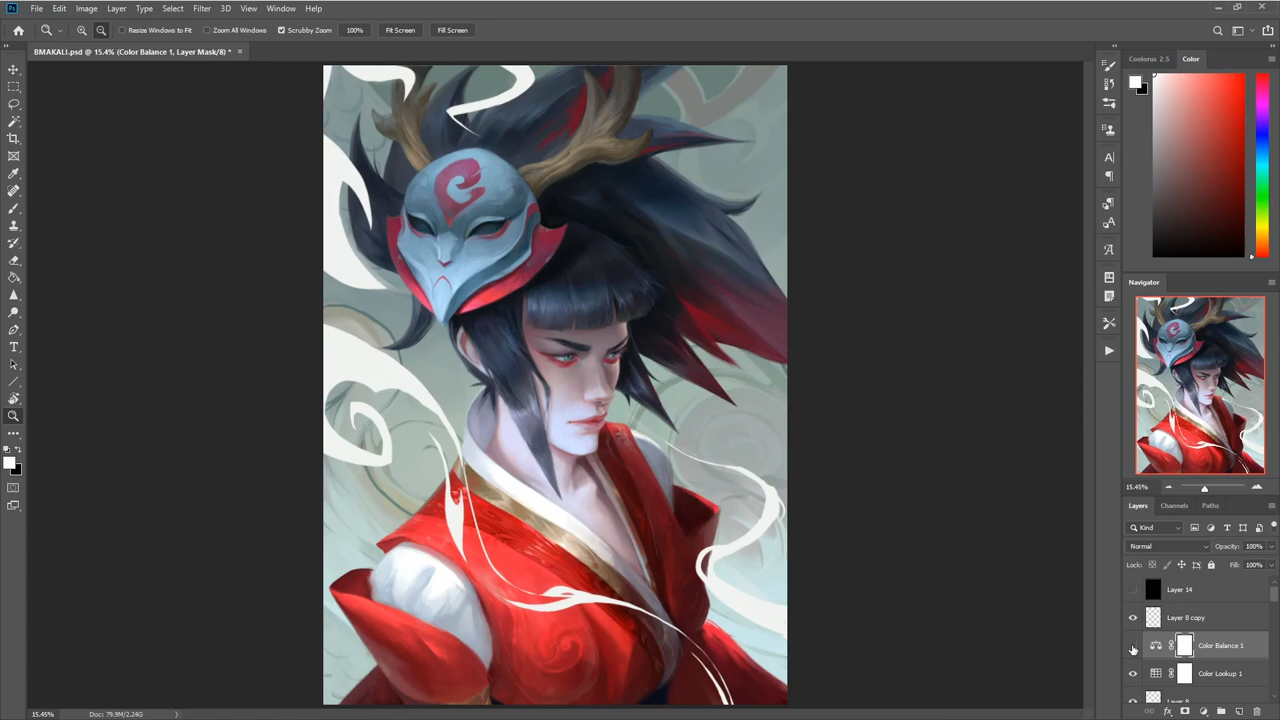 Ps File Edit Image Layer Type Select Filter 3D View Window Help
Resize Windows to Fit Zoom All Windows Scrubby Zoom 100% Fit Screen Fill Screen
BMAKALI.psd @ 15.4% (Color Balance 1, Layer Mask/8) * ×
Coolorus 2.5 Color
Navigator
15.45%
Layers Channels Paths
Kind
Normal Opacity: 100%
Lock: Fill: 100%
Layer 14
Layer 8 copy
Color Balance 1
Color Lookup 1
15.45% Doc: 79.9M/2.24G